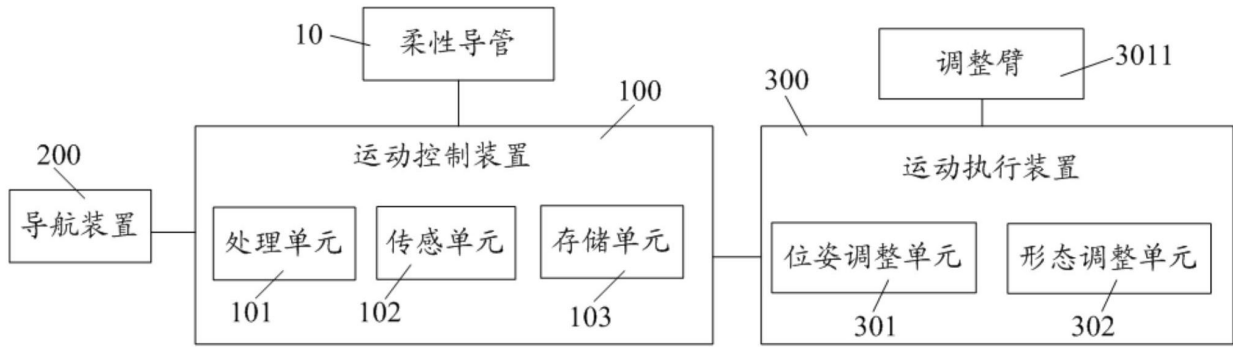 10
柔性导管
调整臂
3011
100
300
200
运动控制装置
运动执行装置
导航装置
处理单元
传感单元
存储单元
位姿调整单元
形态调整单元
101
102
103
301
302